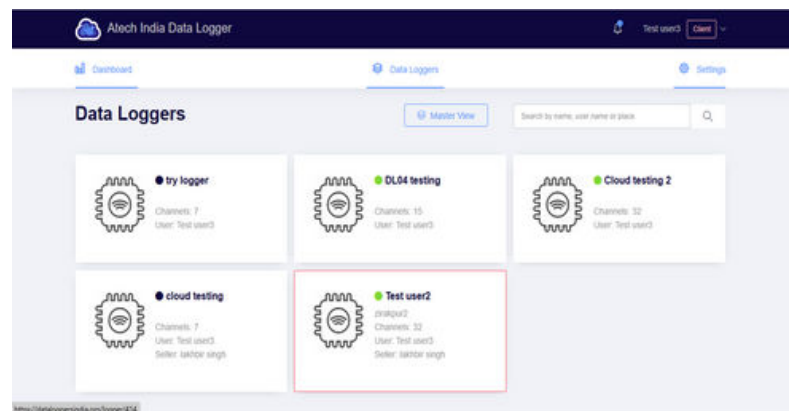 Atech India Data Logger
Test user3 Client
Dashboard
Data Loggers
Settings
Data Loggers
Master View
Search by name, user name or place
try logger
Channels: 7
User: Test user3
DL04 testing
Channels: 15
User: Test user3
Cloud testing 2
Channels: 32
User: Test user3
cloud testing
Channels: 7
User: Test user3
Seller: lakhbir singh
Test user2
zirakpur2
Channels: 32
User: Test user3
Seller: lakhbir singh